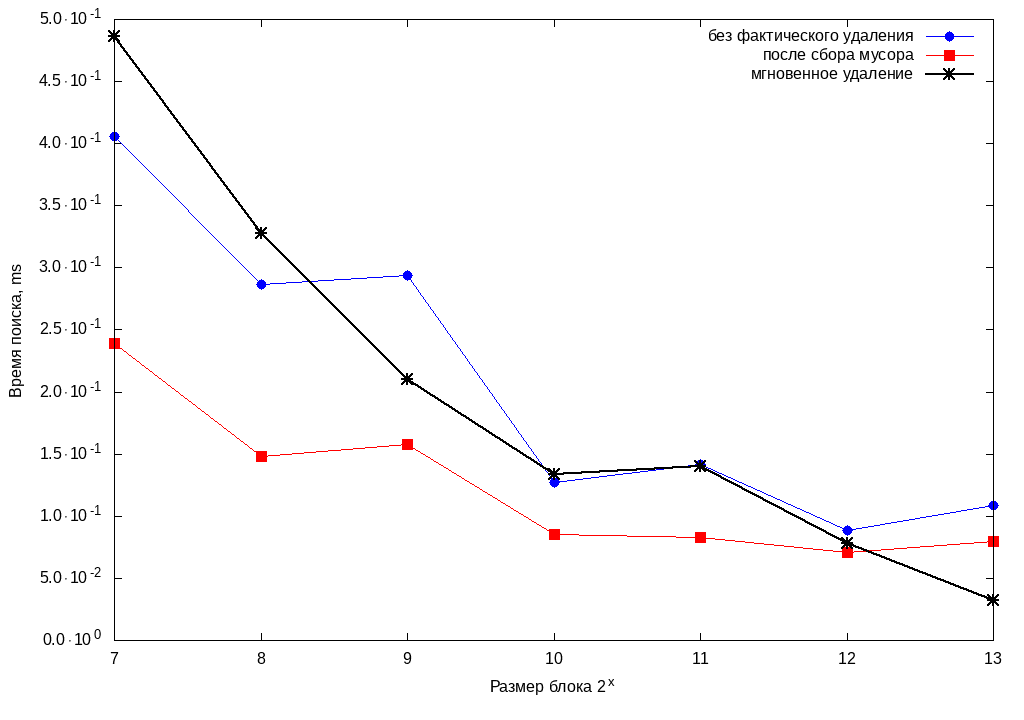 без фактического удаления
после сбора мусора
мгновенное удаление
5.0·10⁻¹
4.5·10⁻¹
4.0·10⁻¹
3.5·10⁻¹
3.0·10⁻¹
2.5·10⁻¹
2.0·10⁻¹
1.5·10⁻¹
1.0·10⁻¹
5.0·10⁻²
0.0·10⁰
Время поиска, ms
7 8 9 10 11 12 13
Размер блока 2ˣ